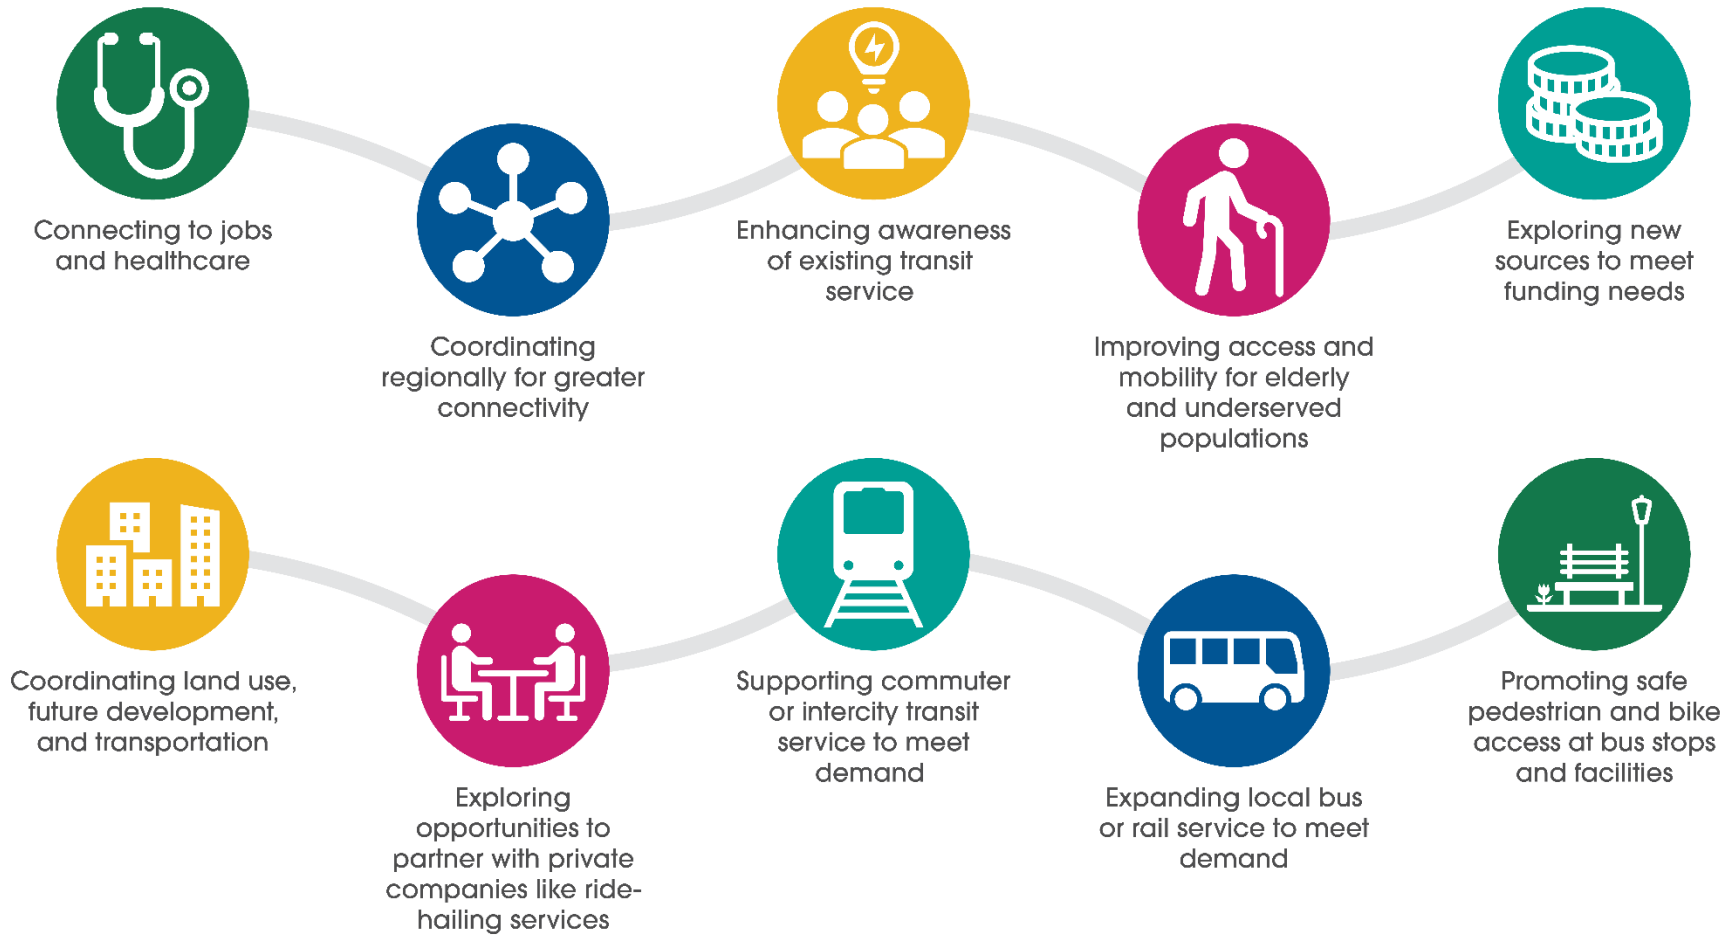 Connecting to jobs
and healthcare
Coordinating
regionally for greater
connectivity
Enhancing awareness
of existing transit
service
Improving access and
mobility for elderly
and underserved
populations
Exploring new
sources to meet
funding needs
Coordinating land use,
future development,
and transportation
Exploring
opportunities to
partner with private
companies like ride-
hailing services
Supporting commuter
or intercity transit
service to meet
demand
Expanding local bus
or rail service to meet
demand
Promoting safe
pedestrian and bike
access at bus stops
and facilities